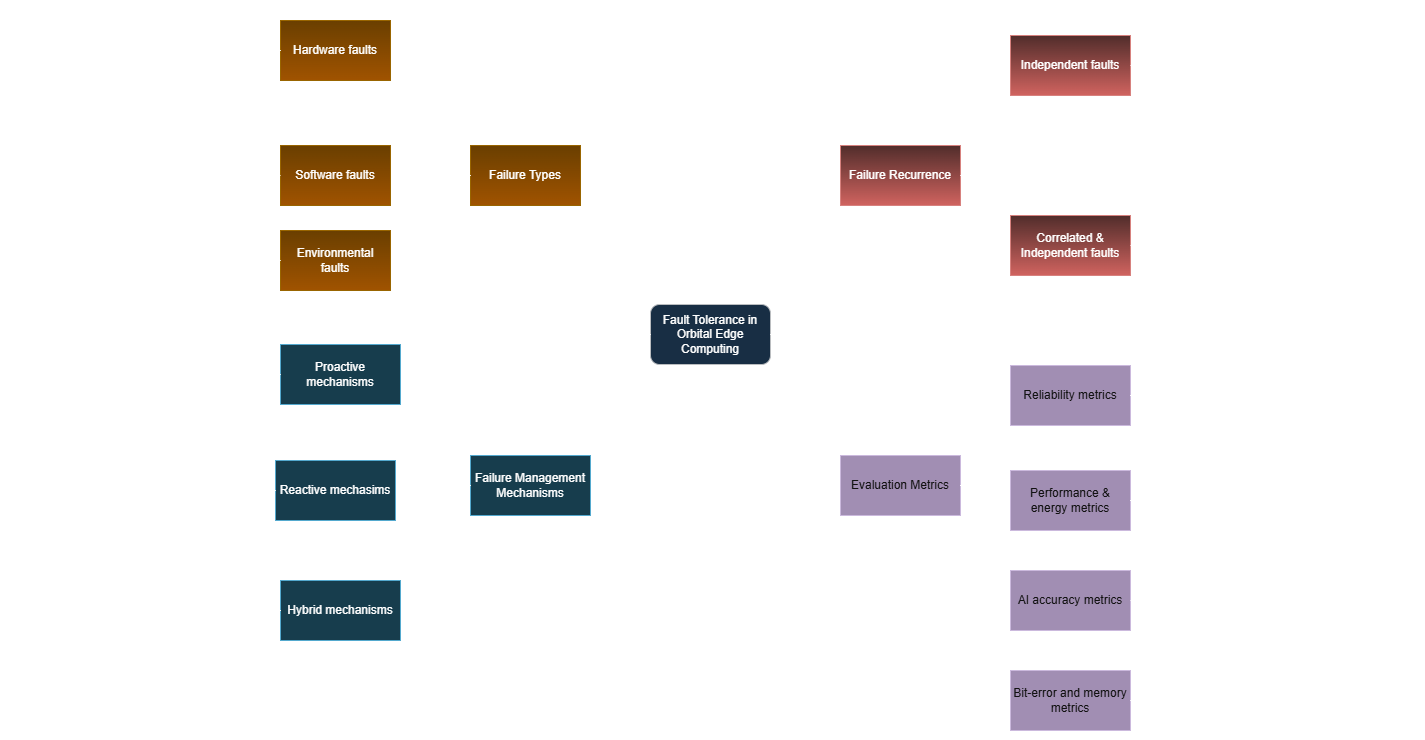 Hardware faults
Software faults
Environmental
faults
Failure Types
Proactive
mechanisms
Reactive mechasims
Hybrid mechanisms
Failure Management
Mechanisms
Fault Tolerance in
Orbital Edge
Computing
Failure Recurrence
Independent faults
Correlated &
Independent faults
Evaluation Metrics
Reliability metrics
Performance &
energy metrics
AI accuracy metrics
Bit-error and memory
metrics